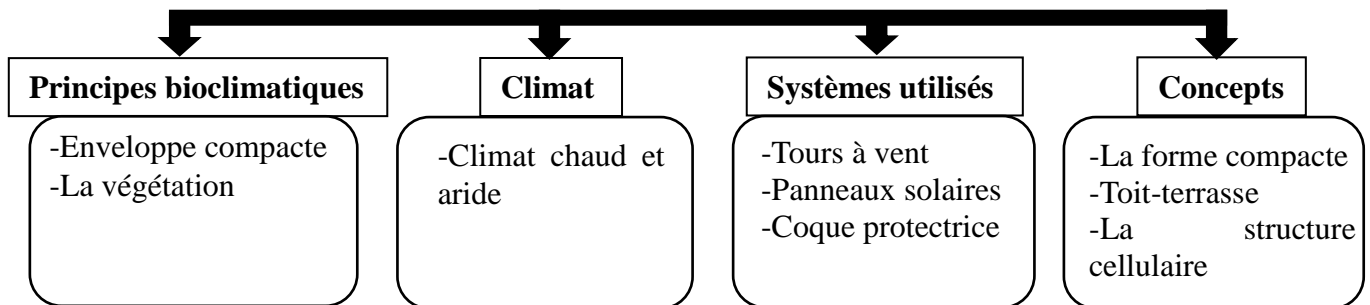 Principes bioclimatiques
-Enveloppe compacte
-La végétation
Climat
-Climat chaud et
aride
Systèmes utilisés
-Tours à vent
-Panneaux solaires
-Coque protectrice
Concepts
-La forme compacte
-Toit-terrasse
-La structure
cellulaire